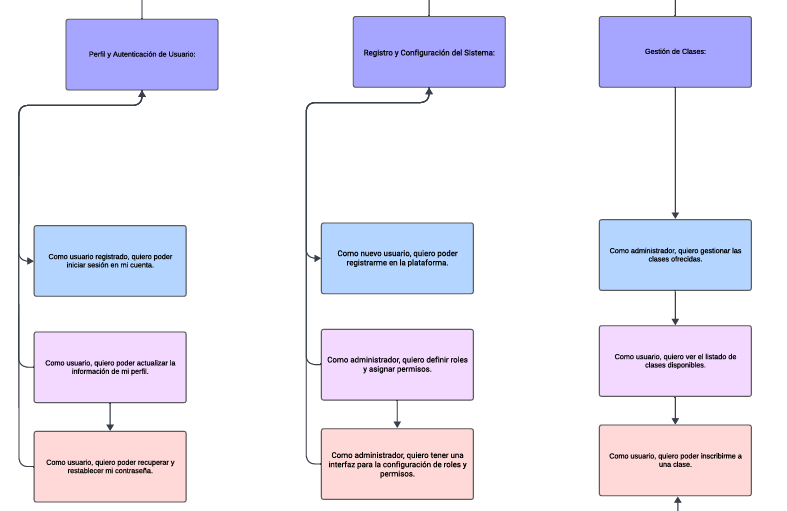 Perfil y Autenticación de Usuario:
Registro y Configuración del Sistema:
Gestión de Clases:
Como usuario registrado, quiero poder
iniciar sesión en mi cuenta.
Como nuevo usuario, quiero poder
registrarme en la plataforma.
Como administrador, quiero gestionar las
clases ofrecidas.
Como usuario, quiero poder actualizar la
información de mi perfil.
Como administrador, quiero definir roles
y asignar permisos.
Como usuario, quiero ver el listado de
clases disponibles.
Como usuario, quiero poder recuperar y
restablecer mi contraseña.
Como administrador, quiero tener una
interfaz para la configuración de roles y
permisos.
Como usuario, quiero poder inscribirme a
una clase.